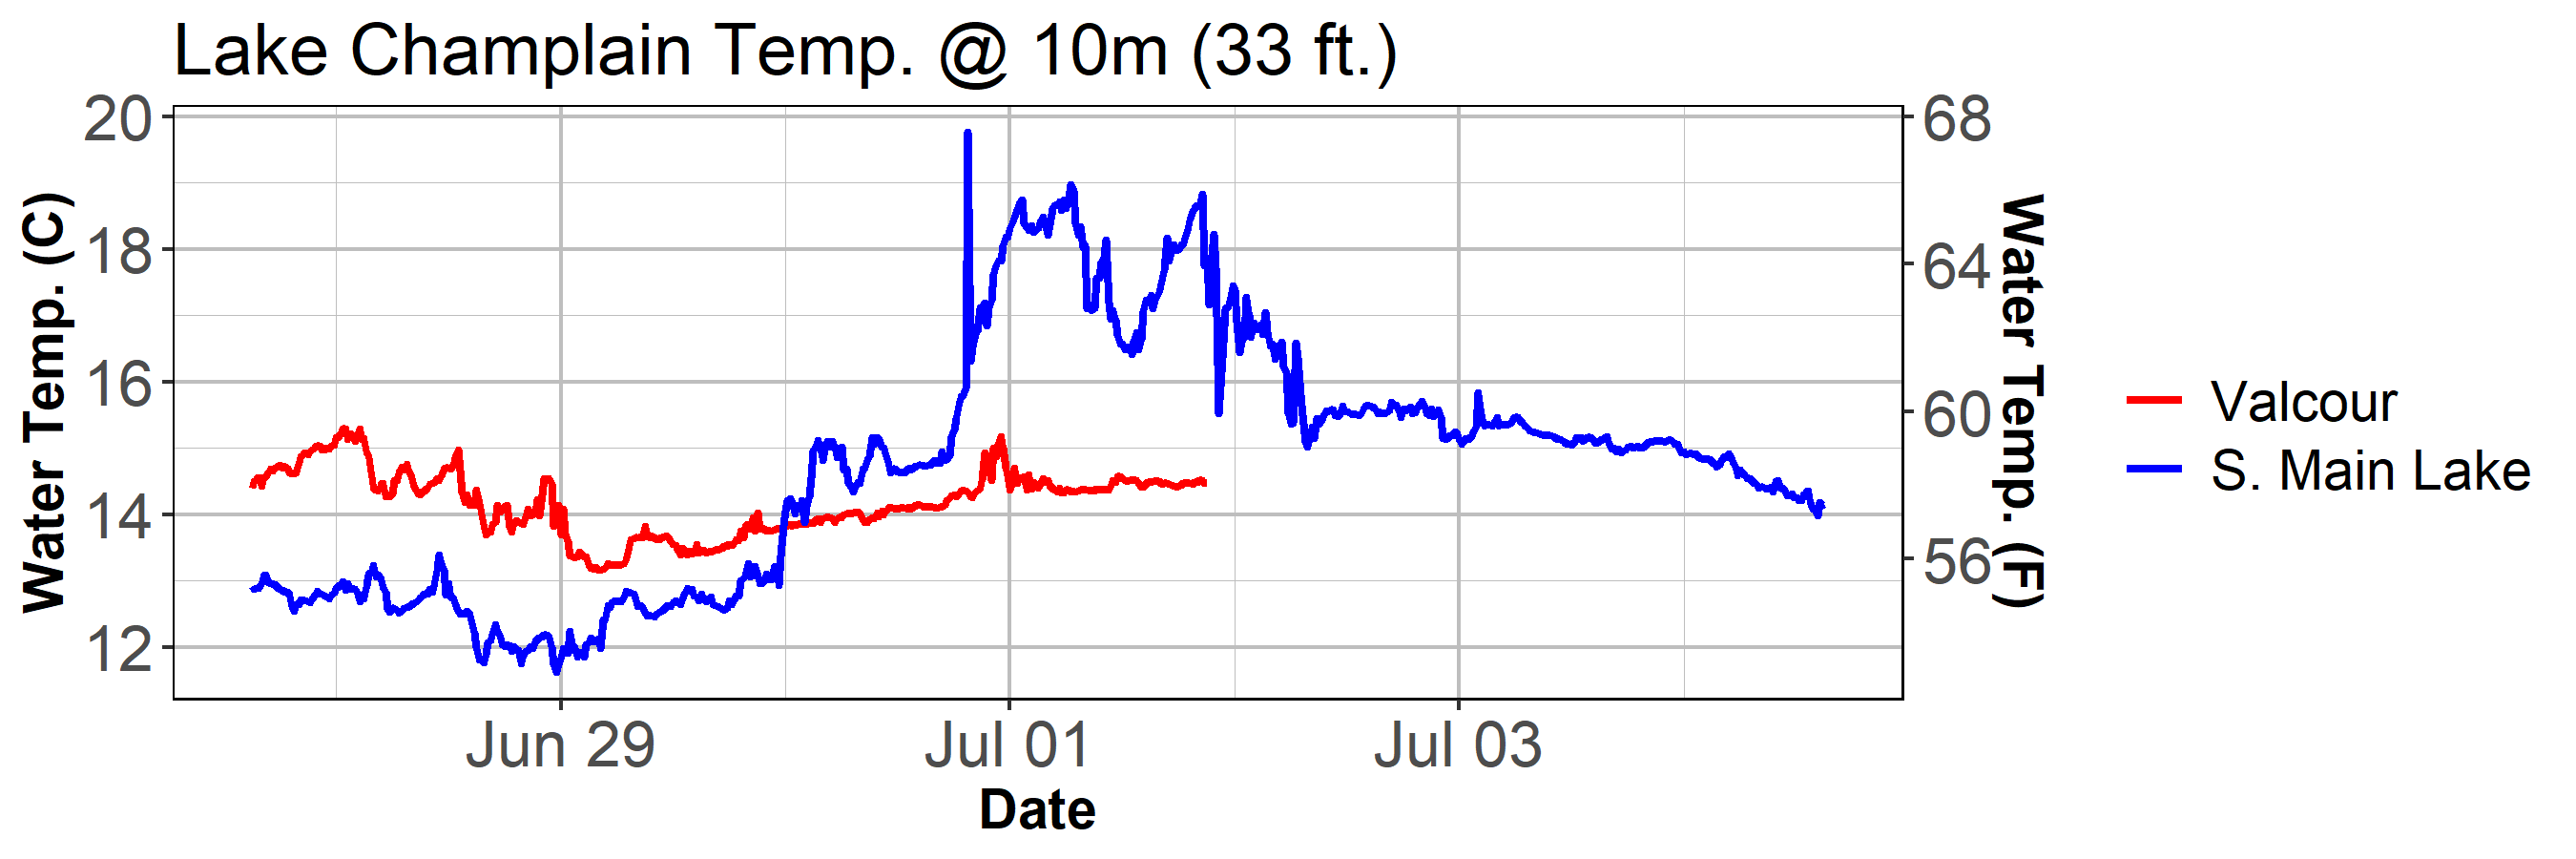 Lake Champlain Temp. @ 10m (33 ft.)
Water Temp. (C)
20
18
16
14
12
68
64
60
56
Water Temp. (F)
Jun 29
Jul 01
Jul 03
Date
Valcour
S. Main Lake